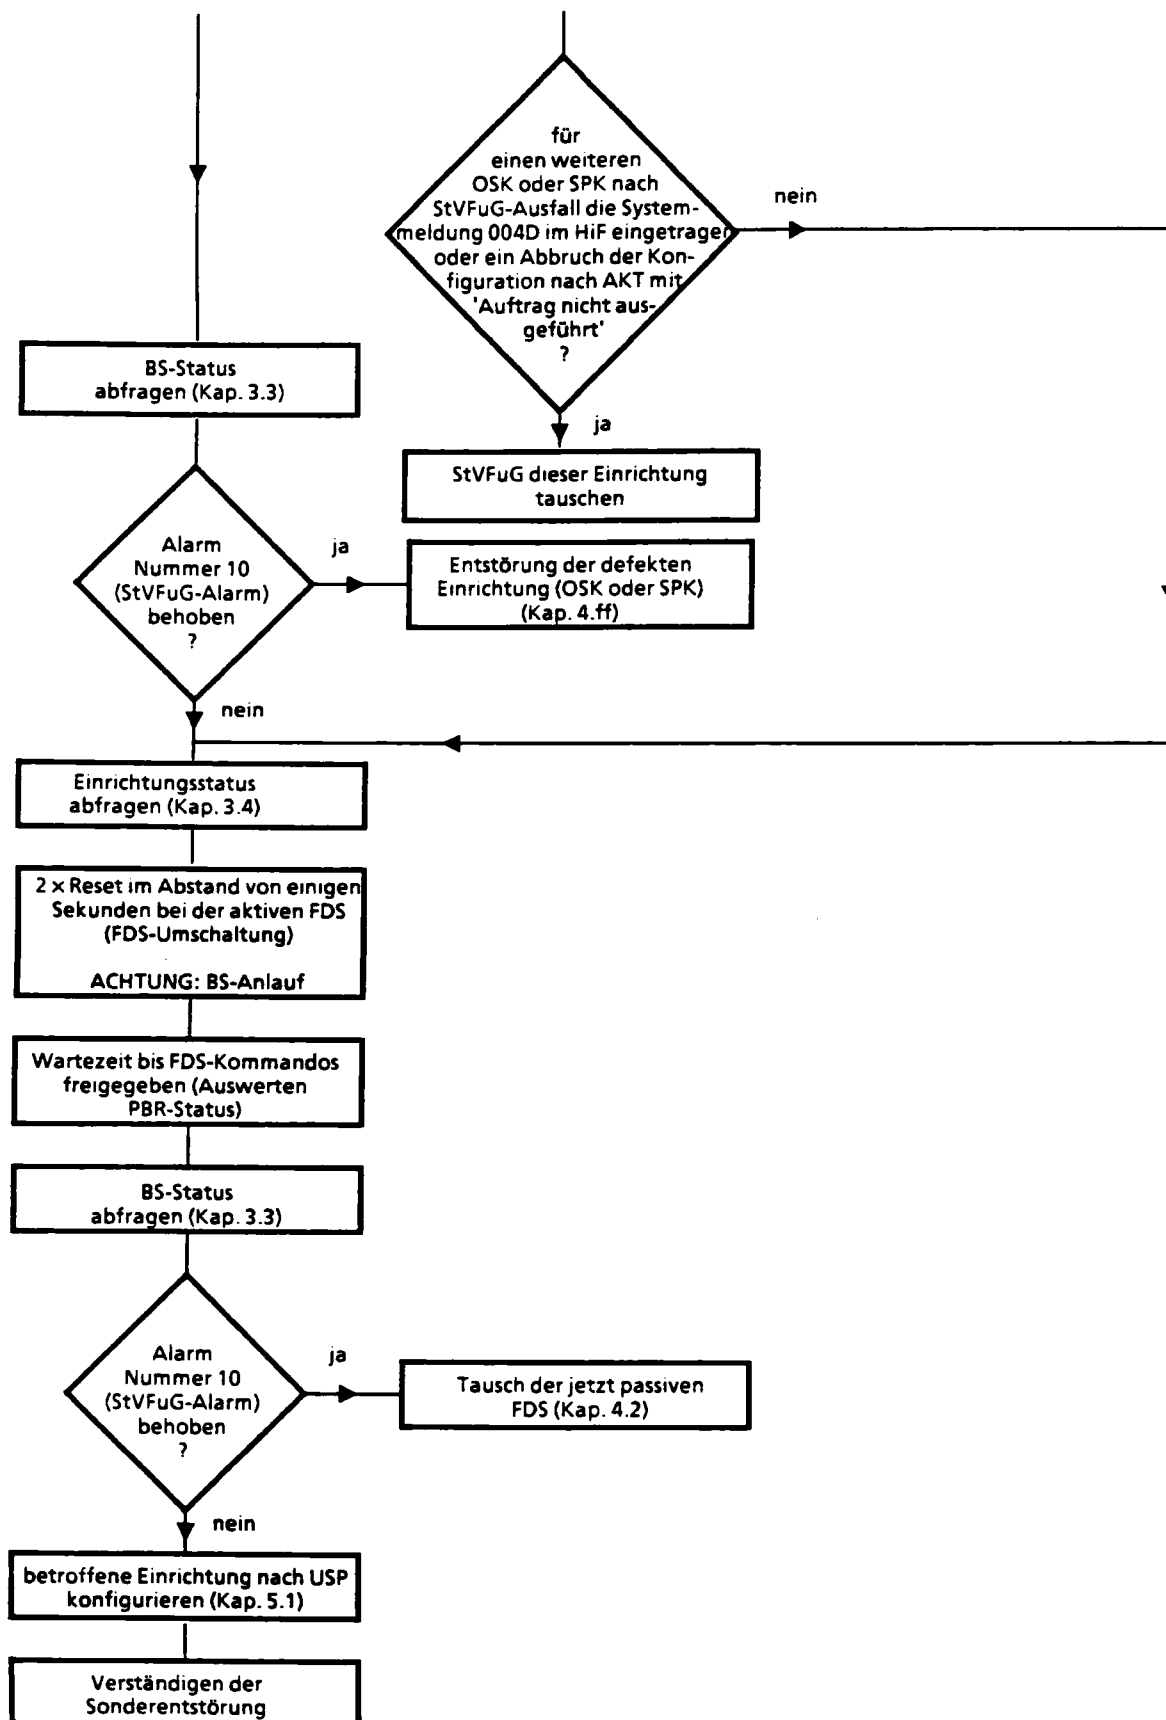 für
einen weiteren
OSK oder SPK nach
StVFuG-Ausfall die System-
meldung 004D im HiF eingetragen
oder ein Abbruch der Kon-
figuration nach AKT mit
'Auftrag nicht aus-
geführt'
?
nein
ja
StVFuG dieser Einrichtung
tauschen
BS-Status
abfragen (Kap. 3.3)
Alarm
Nummer 10
(StVFuG-Alarm)
behoben
?
ja
Entstörung der defekten
Einrichtung (OSK oder SPK)
(Kap. 4.ff)
nein
Einrichtungsstatus
abfragen (Kap. 3.4)
2 x Reset im Abstand von einigen
Sekunden bei der aktiven FDS
(FDS-Umschaltung)
ACHTUNG: BS-Anlauf
Wartezeit bis FDS-Kommandos
freigegeben (Auswerten
PBR-Status)
BS-Status
abfragen (Kap. 3.3)
Alarm
Nummer 10
(StVFuG-Alarm)
behoben
?
ja
Tausch der jetzt passiven
FDS (Kap. 4.2)
nein
betroffene Einrichtung nach USP
konfigurieren (Kap. 5.1)
Verständigen der
Sonderentstörung